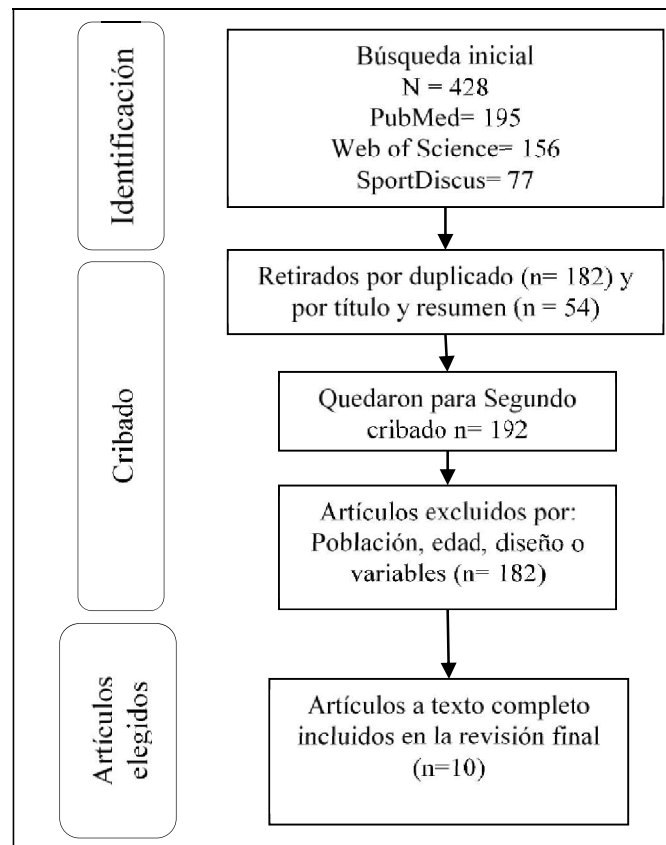 Identificación
Búsqueda inicial
N = 428
PubMed= 195
Web of Science= 156
SportDiscus= 77
Cribado
Retirados por duplicado (n= 182) y
por título y resumen (n = 54)
Quedaron para Segundo
cribado n= 192
Artículos excluidos por:
Población, edad, diseño o
variables (n= 182)
Artículos
elegidos
Artículos a texto completo
incluidos en la revisión final
(n=10)